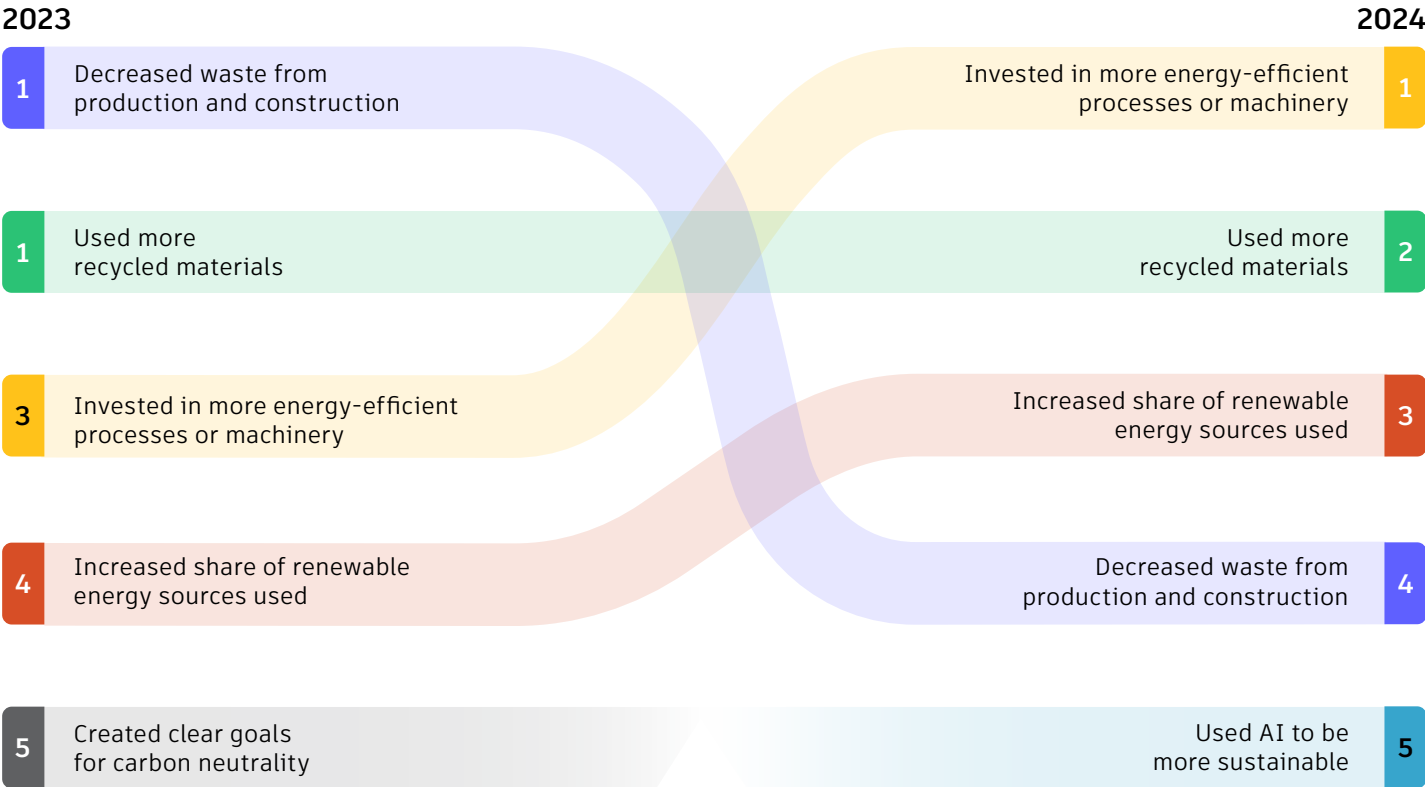 2023
2024
1
Decreased waste from
production and construction
Invested in more energy-efficient
processes or machinery
1
1
Used more
recycled materials
Used more
recycled materials
2
3
Invested in more energy-efficient
processes or machinery
Increased share of renewable
energy sources used
3
4
Increased share of renewable
energy sources used
Decreased waste from
production and construction
4
5
Created clear goals
for carbon neutrality
Used AI to be
more sustainable
5